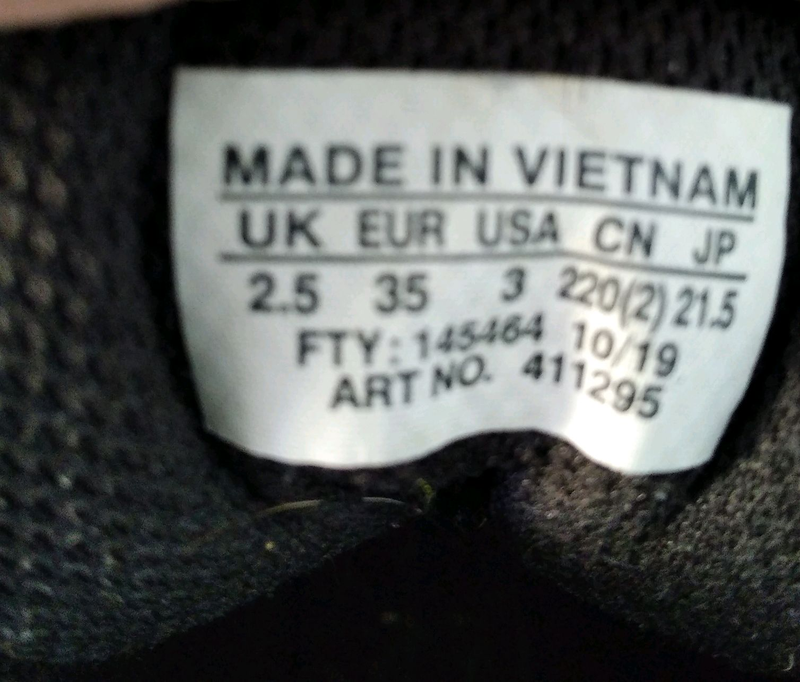 MADE IN VIETNAM
UK EUR USA CN JP
2.5 35 3 220(2) 21.5
FTY: 145464 10/19
ART NO. 411295